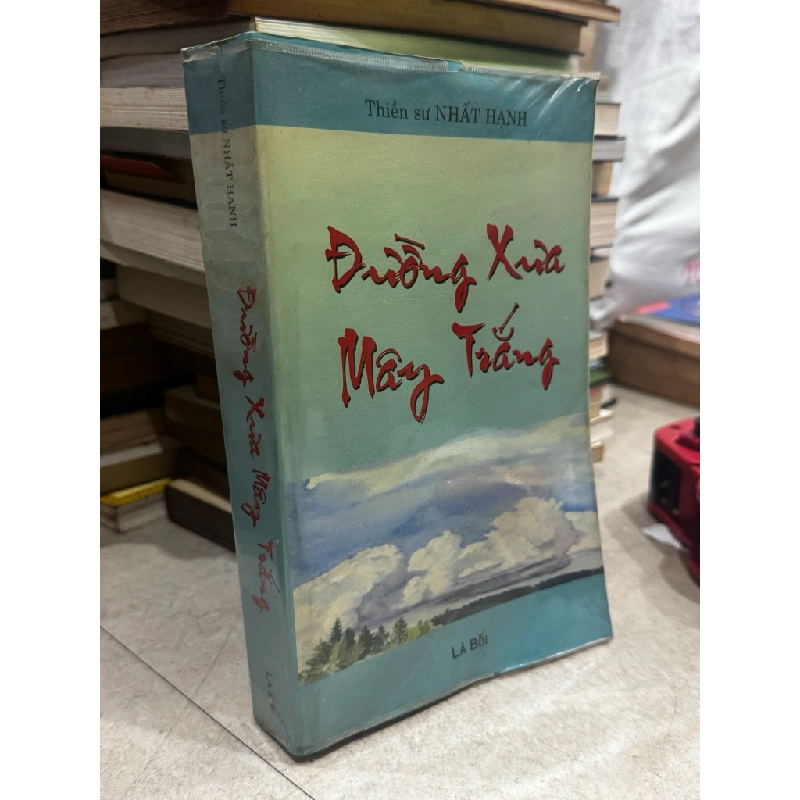 Thiền sư NHẤT HẠNH
Đường Xưa
Mây Trắng
LÁ BỐI
Thiền sư NHẤT HẠNH
Đường Xưa Mây Trắng